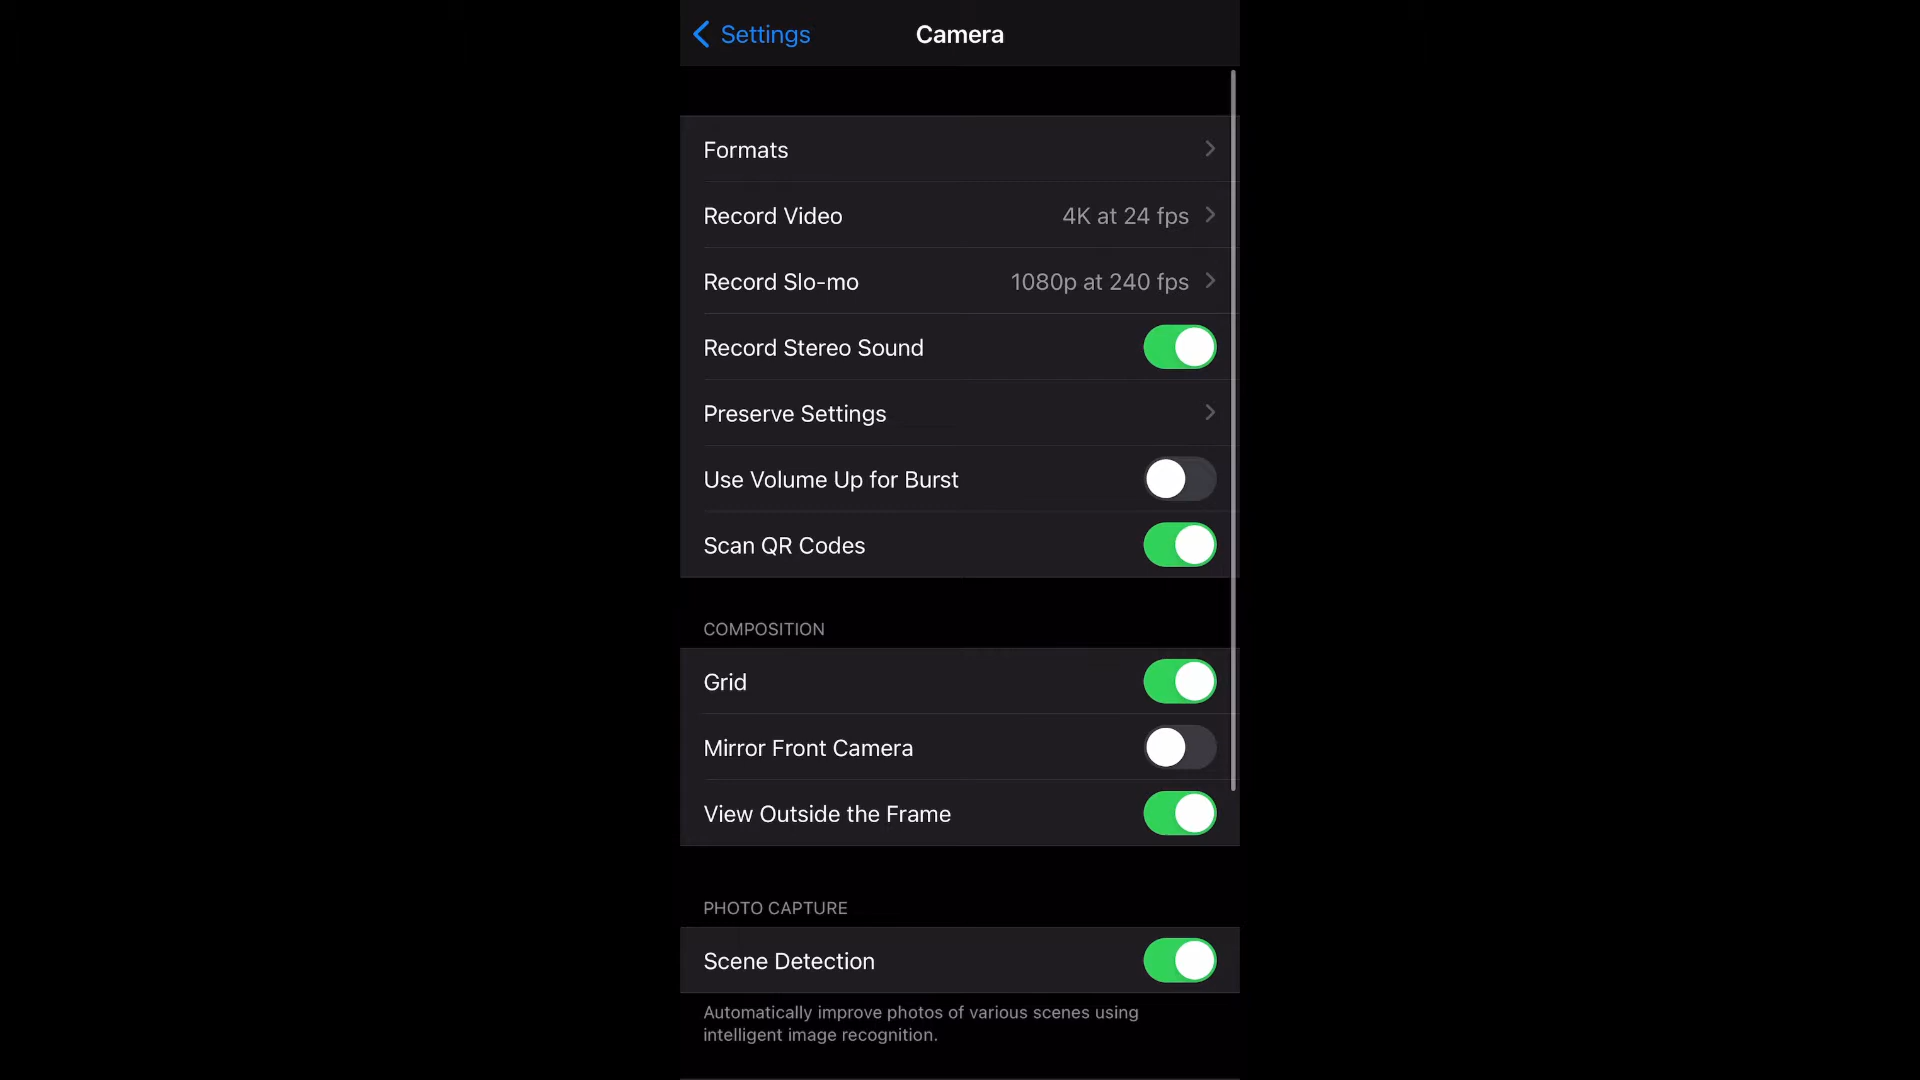 Settings
Camera
Formats
Record Video 4K at 24 fps
Record Slo-mo 1080p at 240 fps
Record Stereo Sound
Preserve Settings
Use Volume Up for Burst
Scan QR Codes
COMPOSITION
Grid
Mirror Front Camera
View Outside the Frame
PHOTO CAPTURE
Scene Detection
Automatically improve photos of various scenes using
intelligent image recognition.